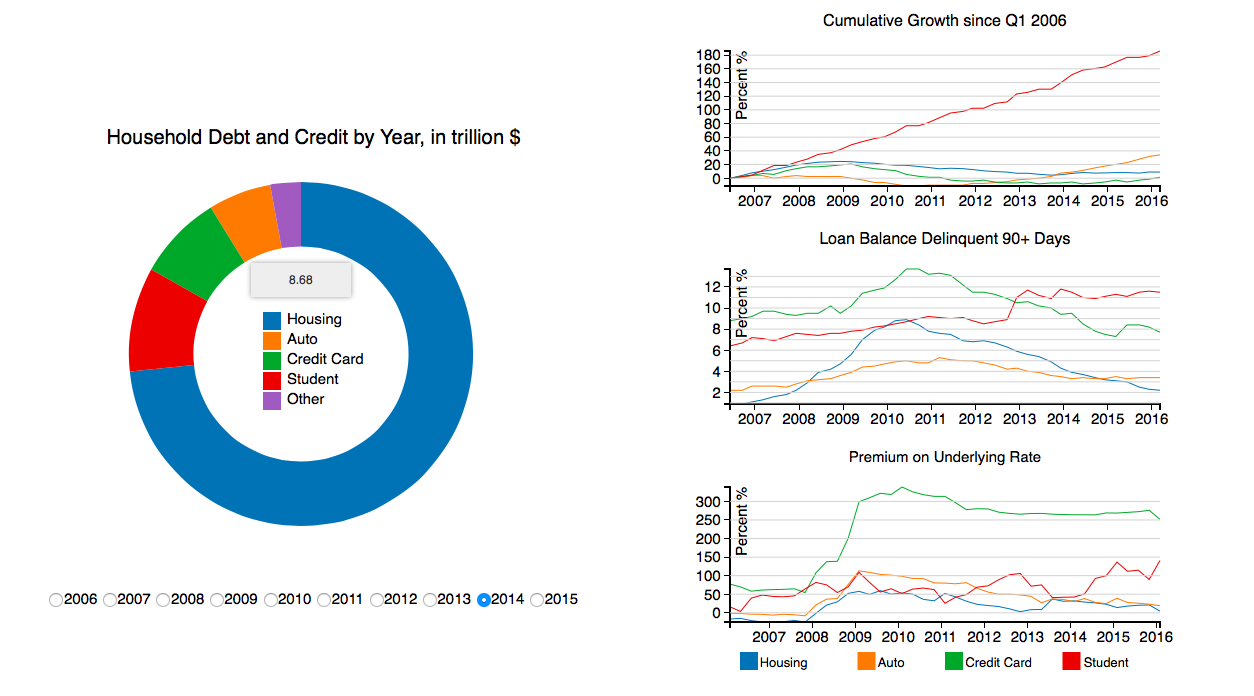 Household Debt and Credit by Year, in trillion $
8.68
Housing
Auto
Credit Card
Student
Other
2006 2007 2008 2009 2010 2011 2012 2013 2014 2015
Cumulative Growth since Q1 2006
Percent %
180
160
140
120
100
80
60
40
20
0
2007 2008 2009 2010 2011 2012 2013 2014 2015 2016
Loan Balance Delinquent 90+ Days
Percent %
12
10
8
6
4
2
2007 2008 2009 2010 2011 2012 2013 2014 2015 2016
Premium on Underlying Rate
Percent %
300
250
200
150
100
50
0
2007 2008 2009 2010 2011 2012 2013 2014 2015 2016
Housing Auto Credit Card Student